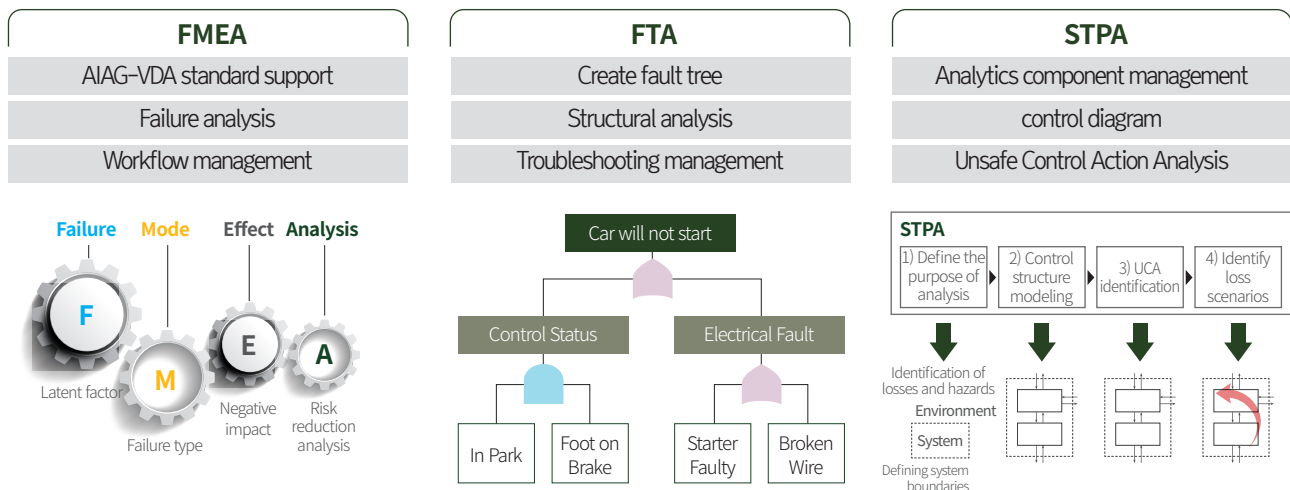 FMEA
AIAG-VDA standard support
Failure analysis
Workflow management
Failure
Mode
Effect
Analysis
F
M
E
A
Latent factor
Failure type
Negative
impact
Risk
reduction
analysis
FTA
Create fault tree
Structural analysis
Troubleshooting management
Car will not start
Control Status
Electrical Fault
In Park
Foot on
Brake
Starter
Faulty
Broken
Wire
STPA
Analytics component management
control diagram
Unsafe Control Action Analysis
STPA
1) Define the
purpose of
analysis
2) Control
structure
modeling
3) UCA
identification
4) Identify
loss
scenarios
Identification of
losses and hazards
Environment
System
Defining system
boundaries